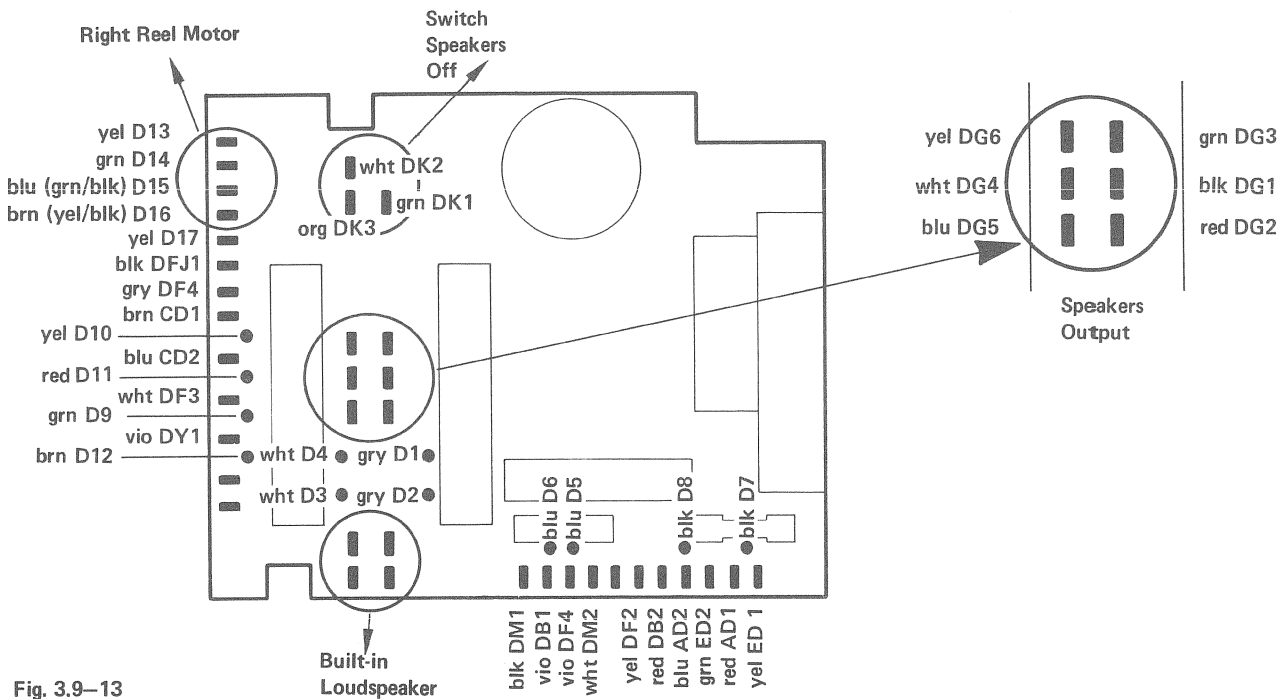 Right Reel Motor
Switch
Speakers
Off
yel D13
grn D14
blu (grn/blk) D15
brn (yel/blk) D16
yel D17
blk DFJ1
gry DF4
brn CD1
yel D10
blu CD2
red D11
wht DF3
grn D9
vio DY1
brn D12
wht DK2
grn DK1
org DK3
wht D4
gry D1
wht D3
gry D2
blu D6
blu D5
blk D8
blk D7
blk DM1
vio DB1
vio DF4
wht DM2
yel DF2
red DB2
blu AD2
grn ED2
red AD1
yel ED 1
Built-in
Loudspeaker
yel DG6
grn DG3
wht DG4
blk DG1
blu DG5
red DG2
Speakers
Output
Fig. 3.9–13